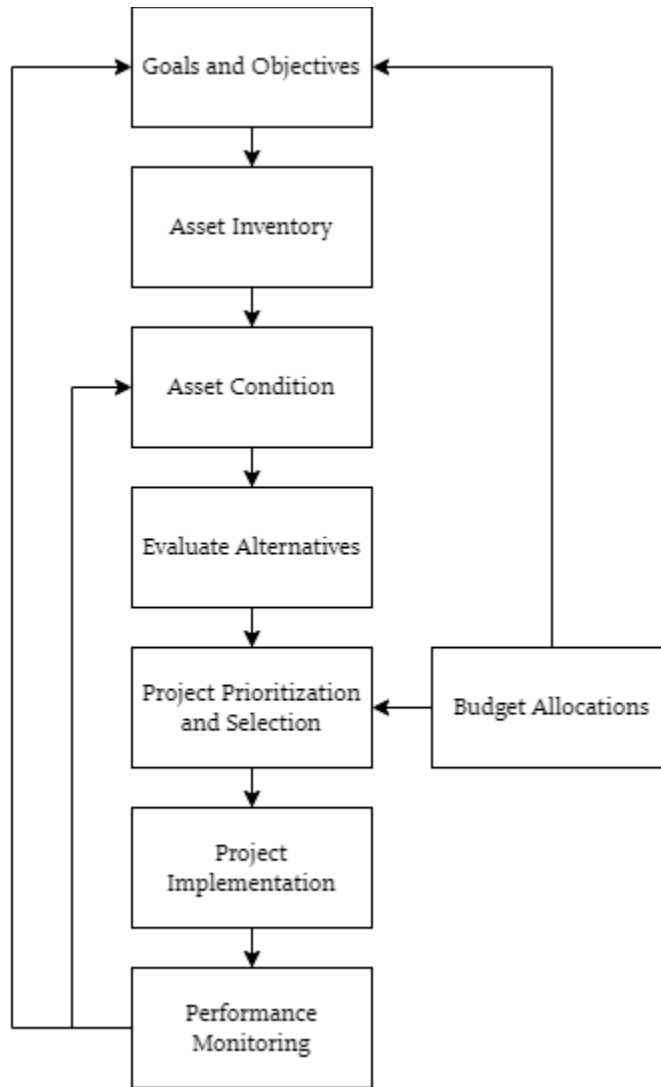 Goals and Objectives
Asset Inventory
Asset Condition
Evaluate Alternatives
Project Prioritization
and Selection
Budget Allocations
Project
Implementation
Performance
Monitoring